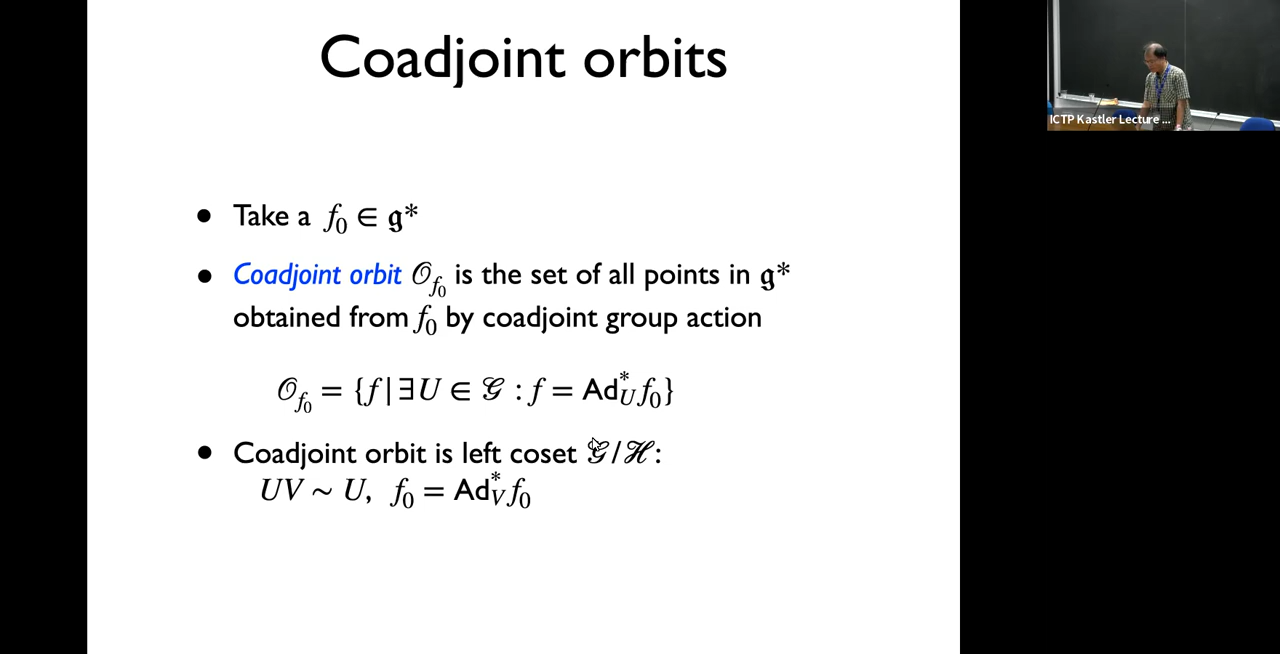 Coadjoint orbits
ICTP Kastler Lecture ...
• Take a f₀ ∈ 𝔤*
• Coadjoint orbit 𝒪_{f₀} is the set of all points in 𝔤*
obtained from f₀ by coadjoint group action
𝒪_{f₀} = {f | ∃ U ∈ 𝒢 : f = Ad*_U f₀}
• Coadjoint orbit is left coset 𝒢/ℋ:
UV ∼ U, f₀ = Ad*_V f₀